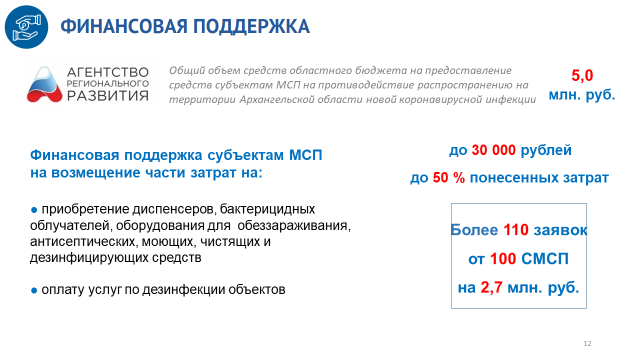 ФИНАНСОВАЯ ПОДДЕРЖКА
АГЕНТСТВО
РЕГИОНАЛЬНОГО
РАЗВИТИЯ
Общий объем средств областного бюджета на предоставление
средств субъектам МСП на противодействие распространению на
территории Архангельской области новой коронавирусной инфекции
5,0
млн. руб.
Финансовая поддержка субъектам МСП
на возмещение части затрат на:
● приобретение диспенсеров, бактерицидных
облучателей, оборудования для обеззараживания,
антисептических, моющих, чистящих и
дезинфицирующих средств
● оплату услуг по дезинфекции объектов
до 30 000 рублей
до 50 % понесенных затрат
Более 110 заявок
от 100 СМСП
на 2,7 млн. руб.
12